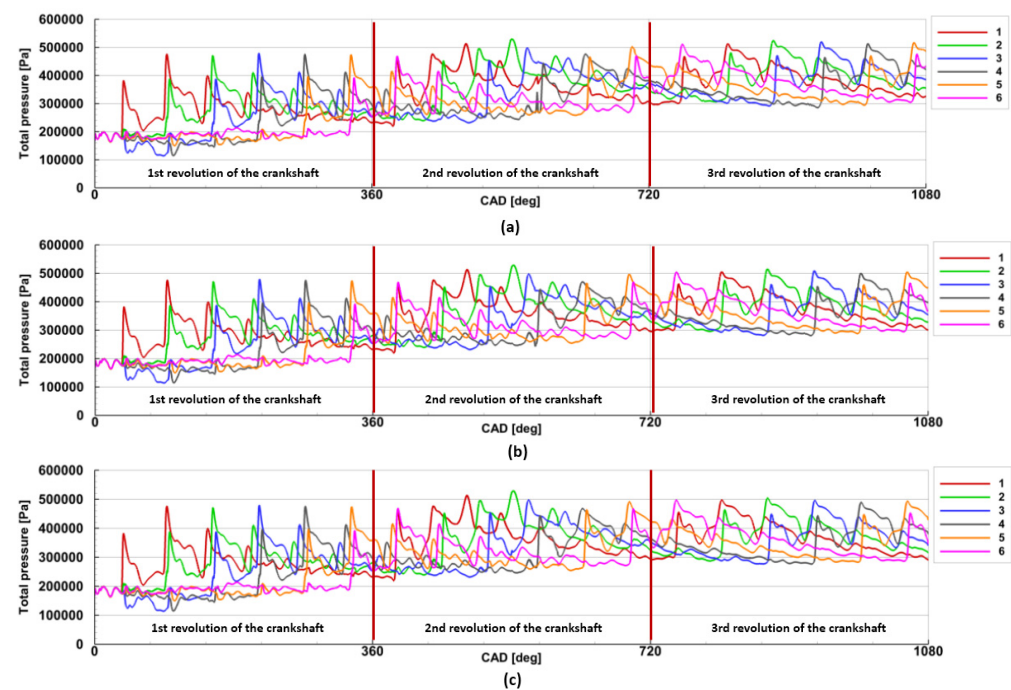 600000
500000
400000
300000
200000
100000
0
Total pressure [Pa]
1st revolution of the crankshaft
2nd revolution of the crankshaft
3rd revolution of the crankshaft
0
360
720
1080
CAD [deg]
1
2
3
4
5
6
(a)
600000
500000
400000
300000
200000
100000
0
Total pressure [Pa]
1st revolution of the crankshaft
2nd revolution of the crankshaft
3rd revolution of the crankshaft
0
360
720
1080
CAD [deg]
1
2
3
4
5
6
(b)
600000
500000
400000
300000
200000
100000
0
Total pressure [Pa]
1st revolution of the crankshaft
2nd revolution of the crankshaft
3rd revolution of the crankshaft
0
360
720
1080
CAD [deg]
1
2
3
4
5
6
(c)